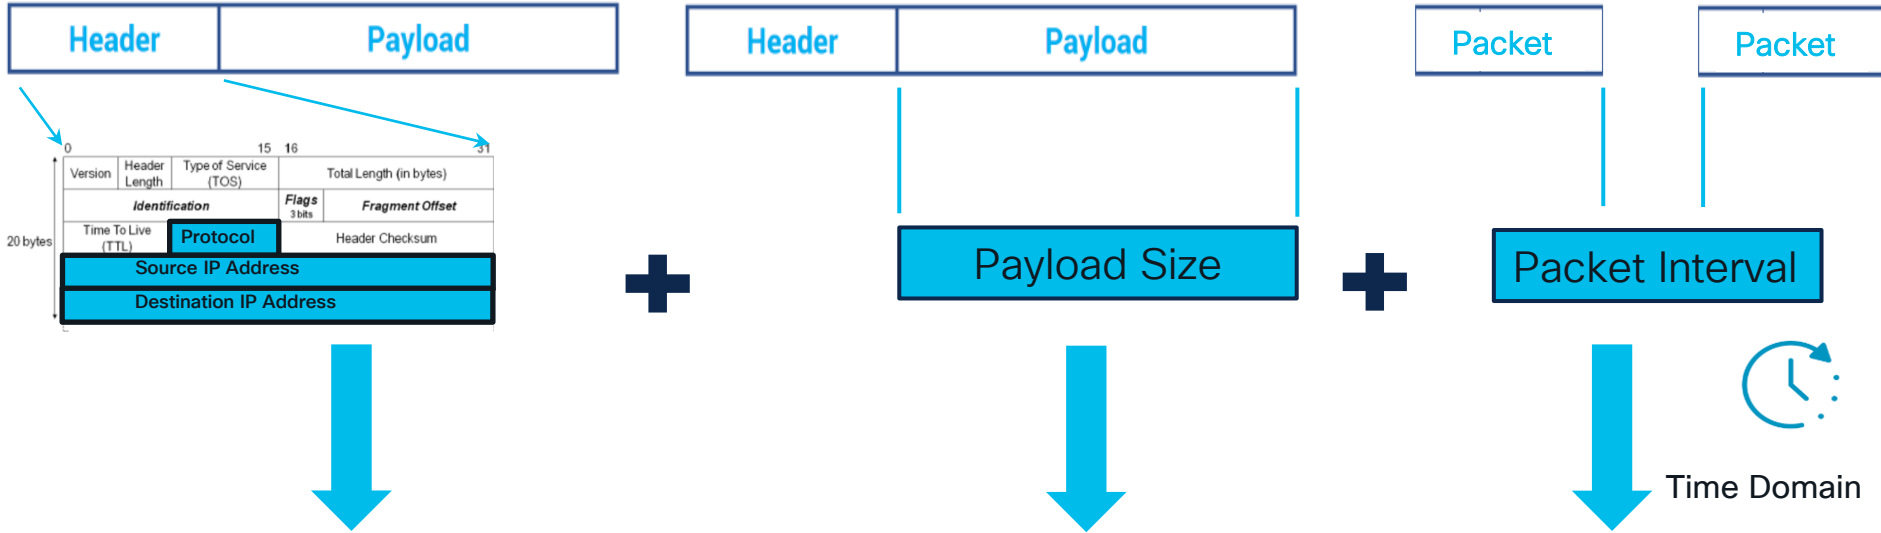 Header
Payload
Header
Payload
Packet
Packet
0
15
16
31
Version
Header
Length
Type of Service
(TOS)
Total Length (in bytes)
Identification
Flags
3 bits
Fragment Offset
20 bytes
Time To Live
(TTL)
Protocol
Header Checksum
Source IP Address
Destination IP Address
Payload Size
Packet Interval
Time Domain